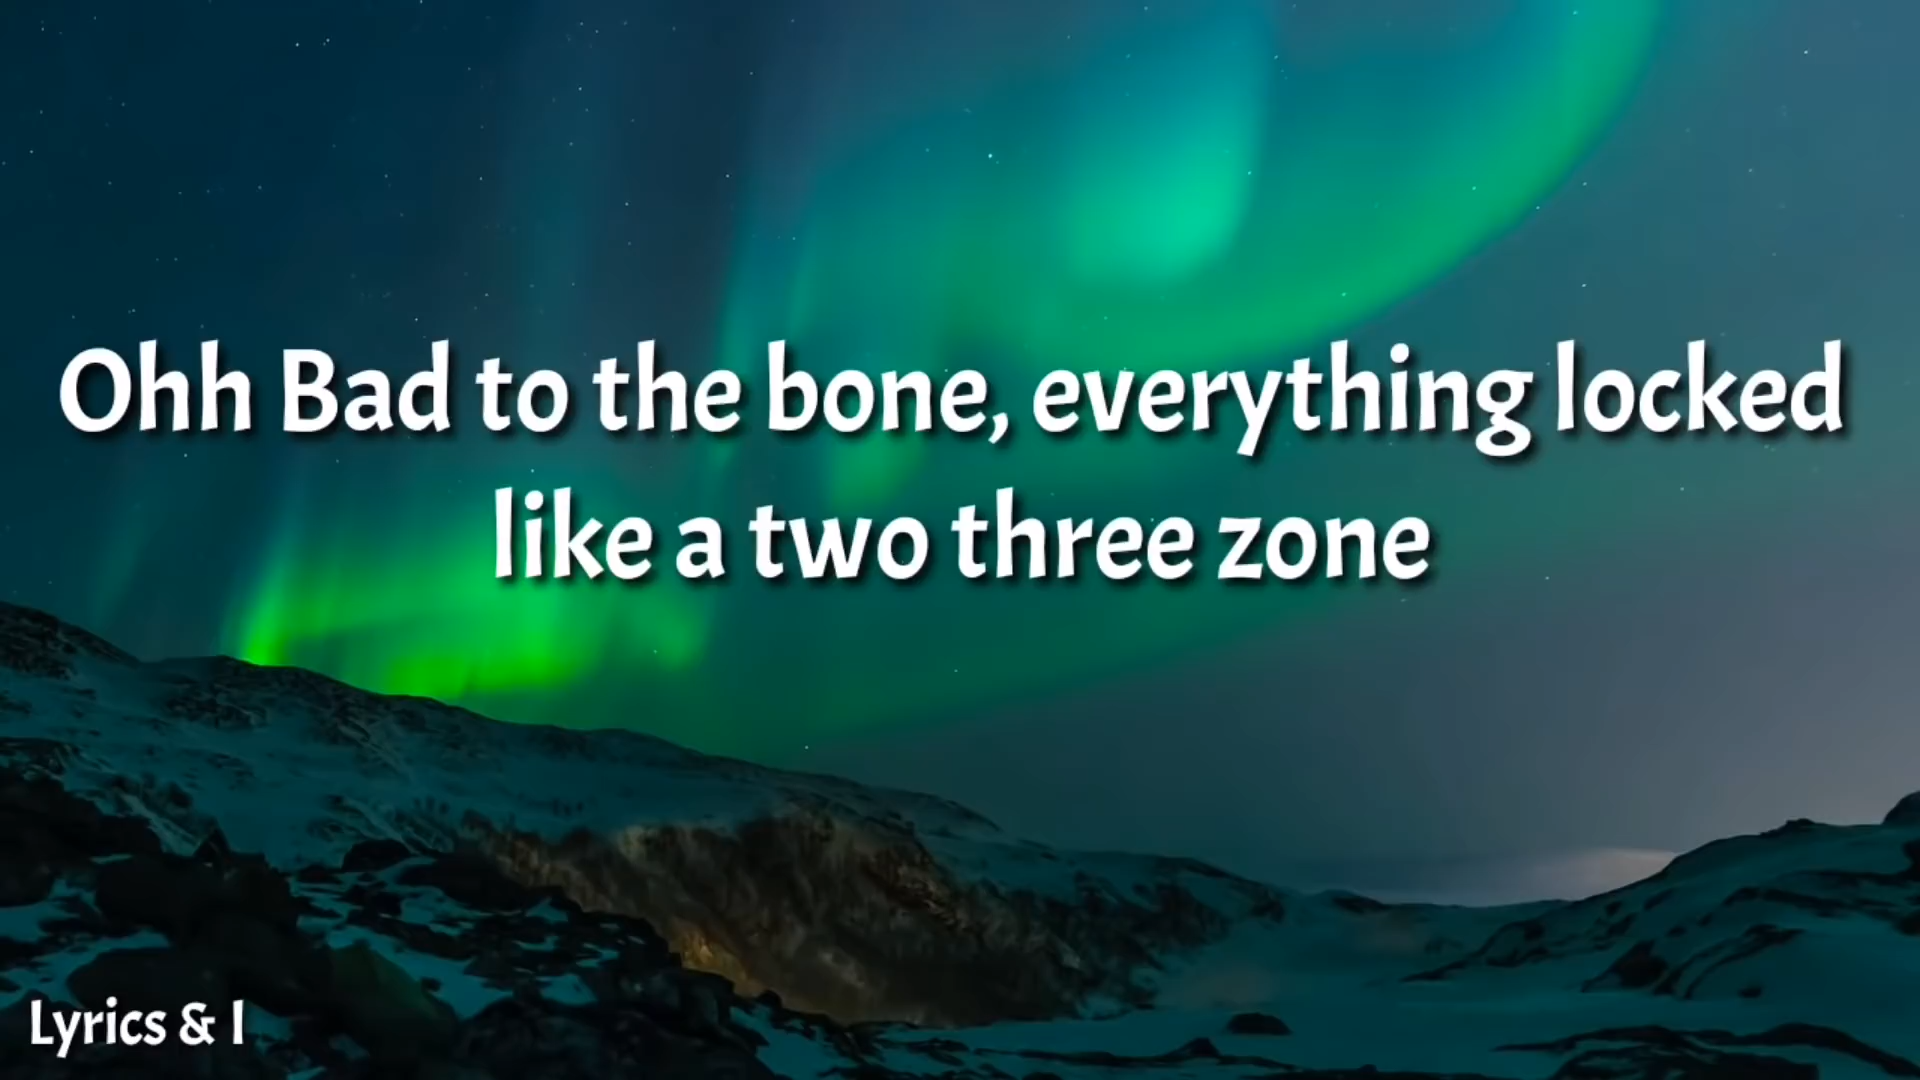 Ohh Bad to the bone, everything locked
like a two three zone
Lyrics & I